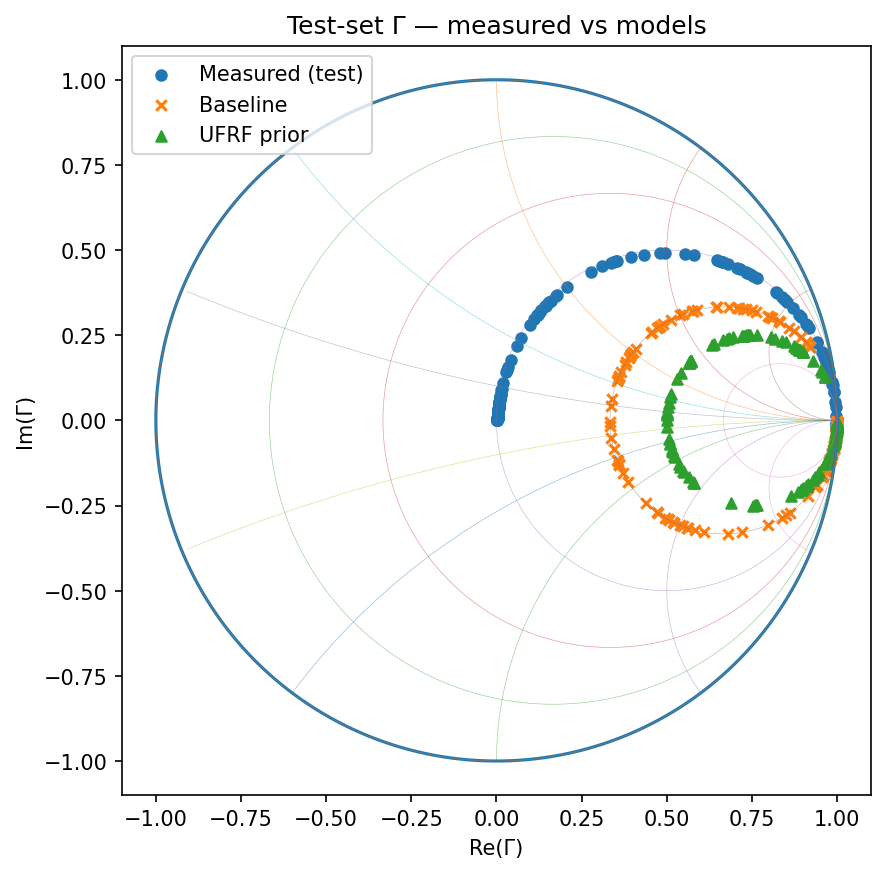 Test-set Γ — measured vs models
Measured (test)
Baseline
UFRF prior
1.00
0.75
0.50
0.25
0.00
−0.25
−0.50
−0.75
−1.00
Im(Γ)
−1.00 −0.75 −0.50 −0.25 0.00 0.25 0.50 0.75 1.00
Re(Γ)